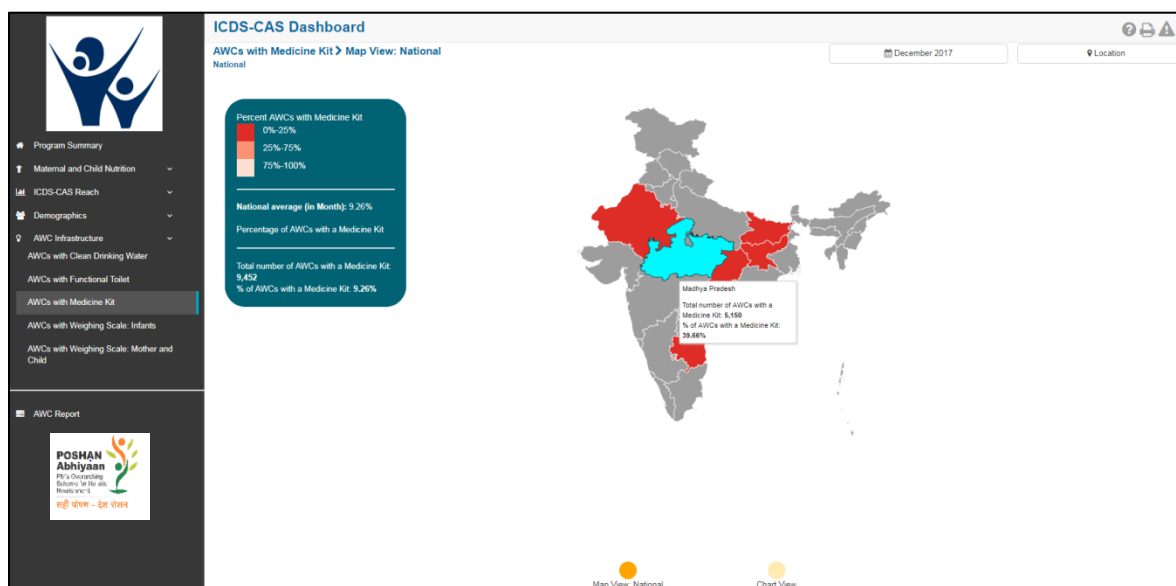 ICDS-CAS Dashboard
AWCs with Medicine Kit > Map View: National
National
December 2017
Location
Program Summary
Maternal and Child Nutrition
ICDS-CAS Reach
Demographics
AWC Infrastructure
AWCs with Clean Drinking Water
AWCs with Functional Toilet
AWCs with Medicine Kit
AWCs with Weighing Scale: Infants
AWCs with Weighing Scale: Mother and
Child
AWC Report
POSHAN
Abhiyaan
PM's Overarching
Scheme for Holistic
Nourishment
सही पोषण - देश रोशन
Percent AWCs with Medicine Kit
0%-25%
25%-75%
75%-100%
National average (in Month): 9.26%
Percentage of AWCs with a Medicine Kit
Total number of AWCs with a Medicine Kit:
9,452
% of AWCs with a Medicine Kit: 9.26%
Madhya Pradesh
Total number of AWCs with a
Medicine Kit: 5,150
% of AWCs with a Medicine Kit:
39.66%
Map View: National
Chart View